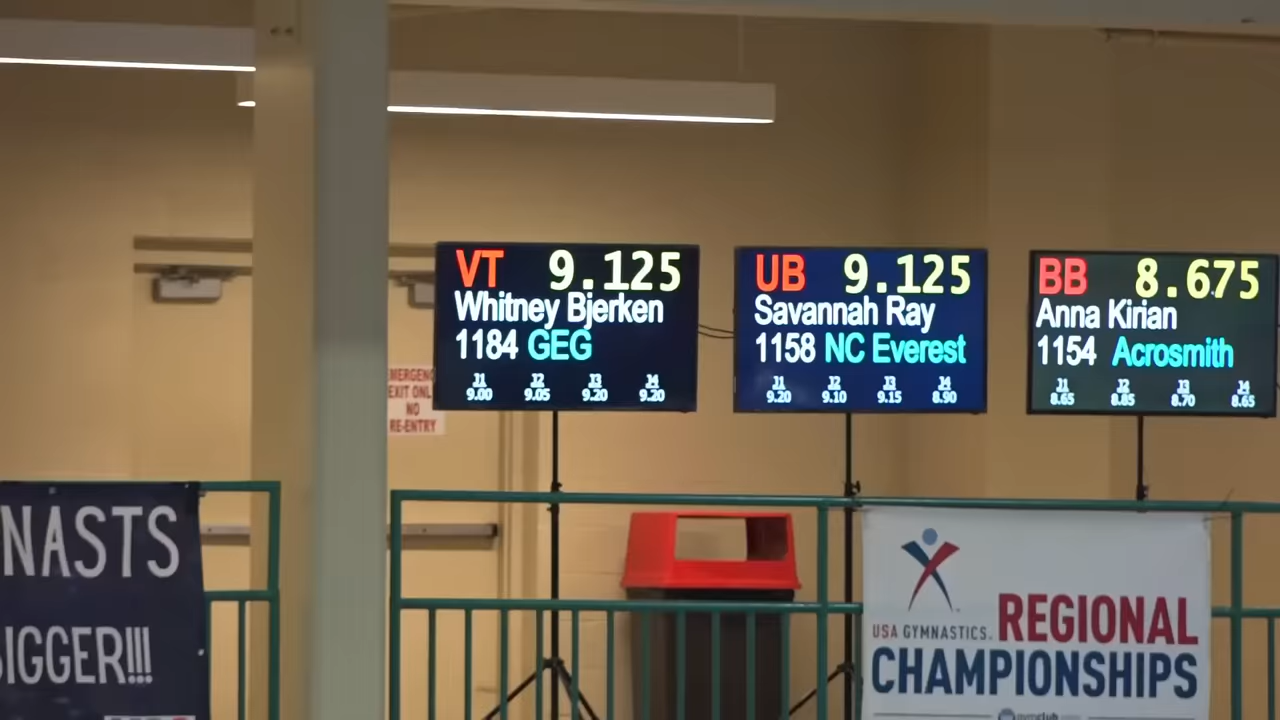 VT 9.125
Whitney Bjerken
1184 GEG
J1 J2 J3 J4
9.00 9.05 9.20 9.20
UB 9.125
Savannah Ray
1158 NC Everest
J1 J2 J3 J4
9.20 9.10 9.15 8.90
BB 8.675
Anna Kirian
1154 Acrosmith
J1 J2 J3 J4
8.65 8.85 8.70 8.65
EXIT ONL
NO
RE-ENTRY
NASTS
IGGER!!!
USA GYMNASTICS. REGIONAL
CHAMPIONSHIPS